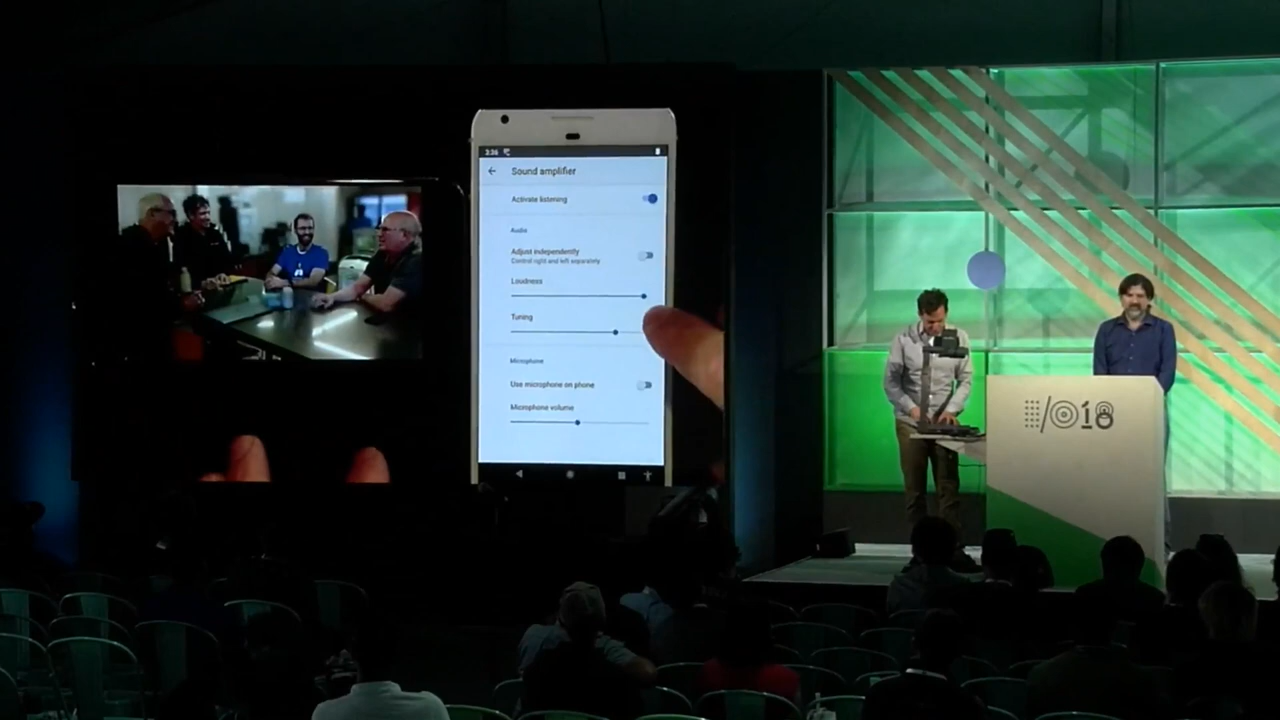 3:36
Sound amplifier
Activate listening
Audio
Adjust independently
Control right and left separately
Loudness
Tuning
Microphone
Use microphone on phone
Microphone volume
I/O18